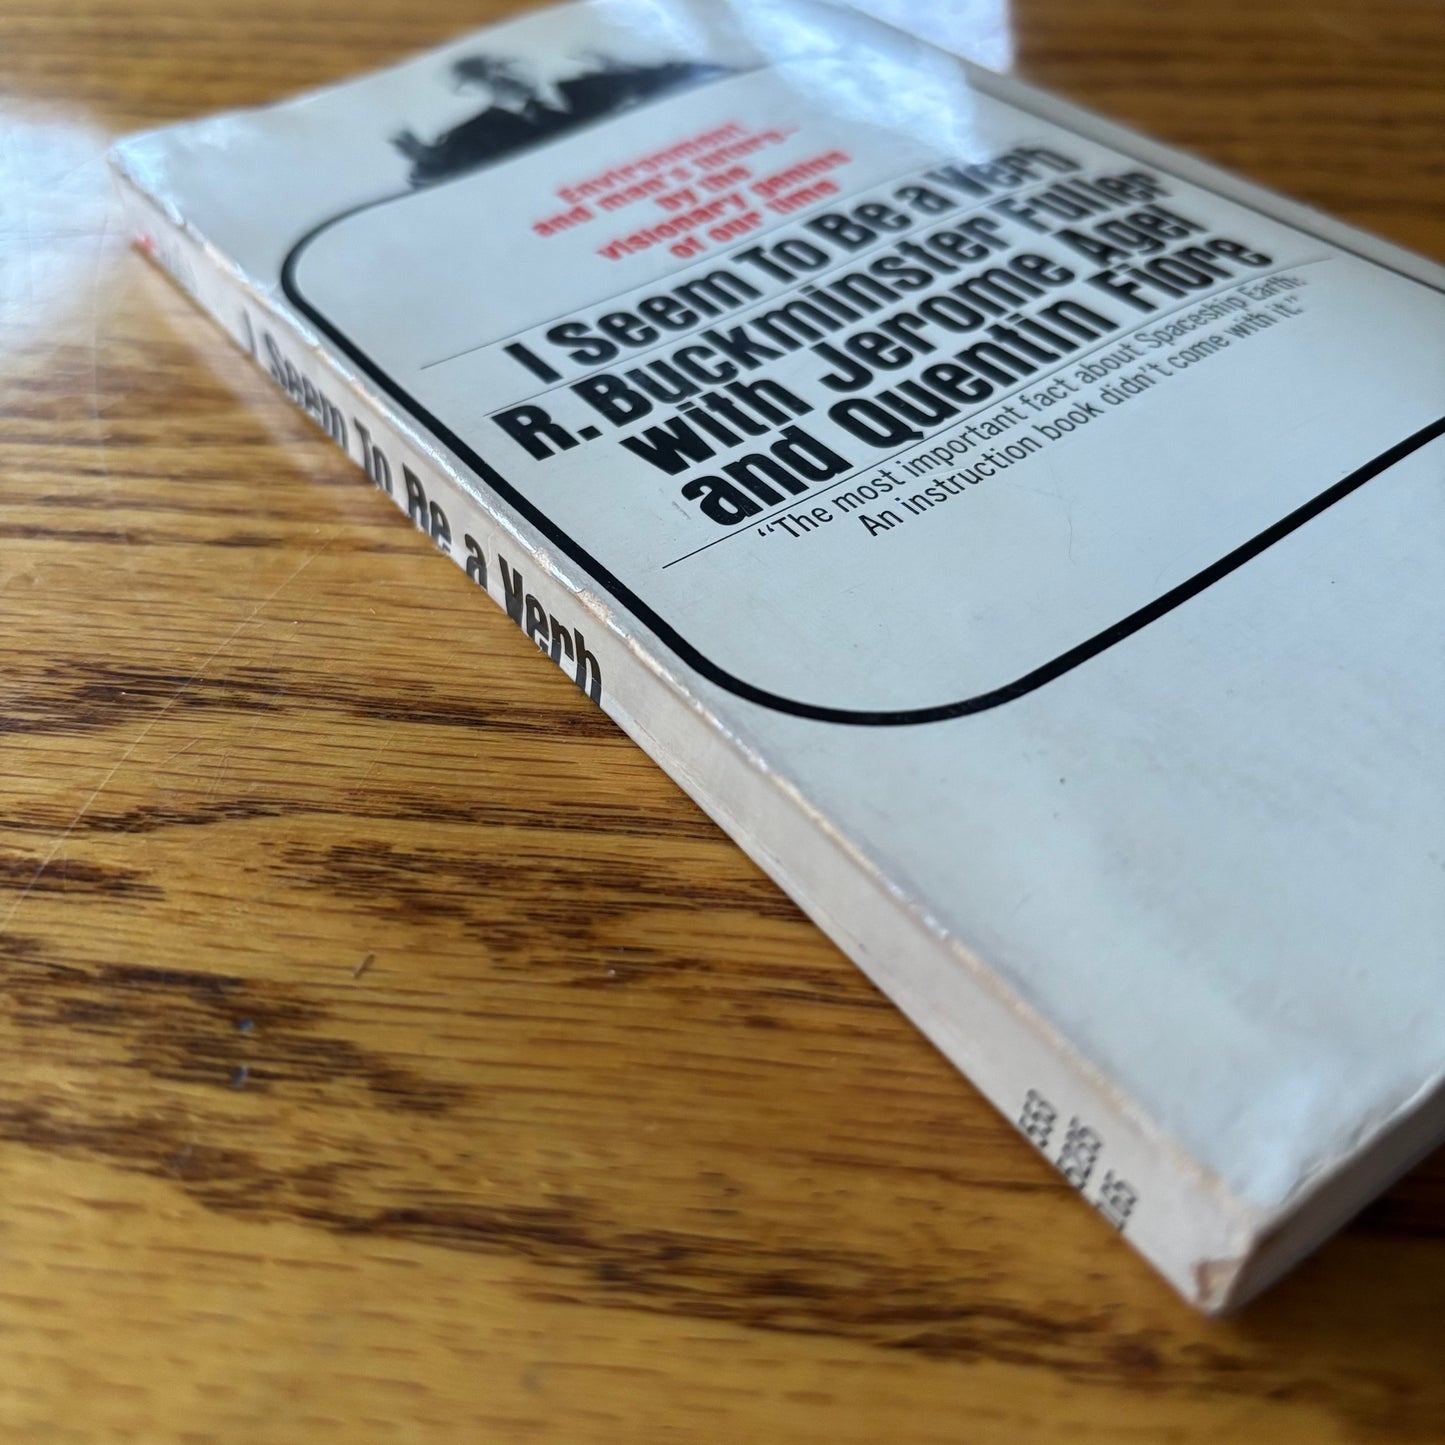 Environment
and man's future...
by the
visionary genius
of our time
I Seem To Be a Verb
R. Buckminster Fuller
with Jerome Agel
and Quentin Fiore
“The most important fact about Spaceship Earth:
An instruction book didn't come with it.”
I Seem To Be a Verb